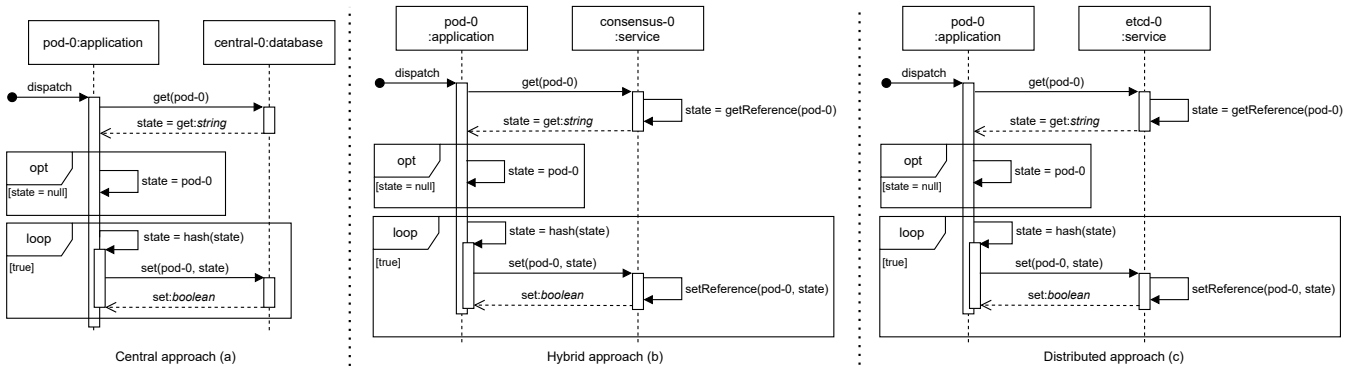 pod-0:application
central-0:database
dispatch
get(pod-0)
state = get:string
opt
[state = null]
state = pod-0
loop
[true]
state = hash(state)
set(pod-0, state)
set:boolean
Central approach (a)
pod-0
:application
consensus-0
:service
dispatch
get(pod-0)
state = getReference(pod-0)
state = get:string
opt
[state = null]
state = pod-0
loop
[true]
state = hash(state)
set(pod-0, state)
setReference(pod-0, state)
set:boolean
Hybrid approach (b)
pod-0
:application
etcd-0
:service
dispatch
get(pod-0)
state = getReference(pod-0)
state = get:string
opt
[state = null]
state = pod-0
loop
[true]
state = hash(state)
set(pod-0, state)
setReference(pod-0, state)
set:boolean
Distributed approach (c)